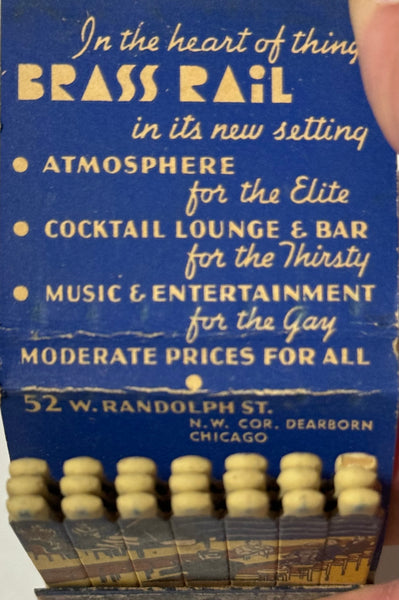 In the heart of thing
BRASS RAIL
in its new setting
• ATMOSPHERE
for the Elite
• COCKTAIL LOUNGE & BAR
for the Thirsty
• MUSIC & ENTERTAINMENT
for the Gay
MODERATE PRICES FOR ALL
52 W. RANDOLPH ST.
N. W. COR. DEARBORN
CHICAGO